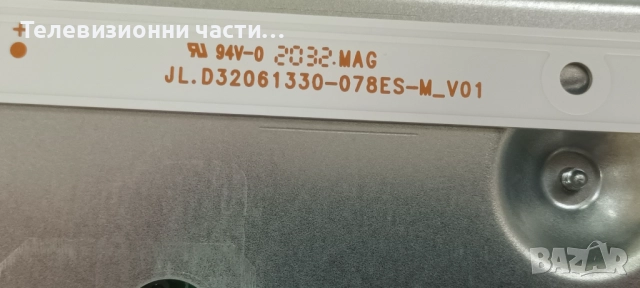 Телевизионни части...
+
94V-0 2032.MAG
JL.D32061330-078ES-M_V01
BAZAR